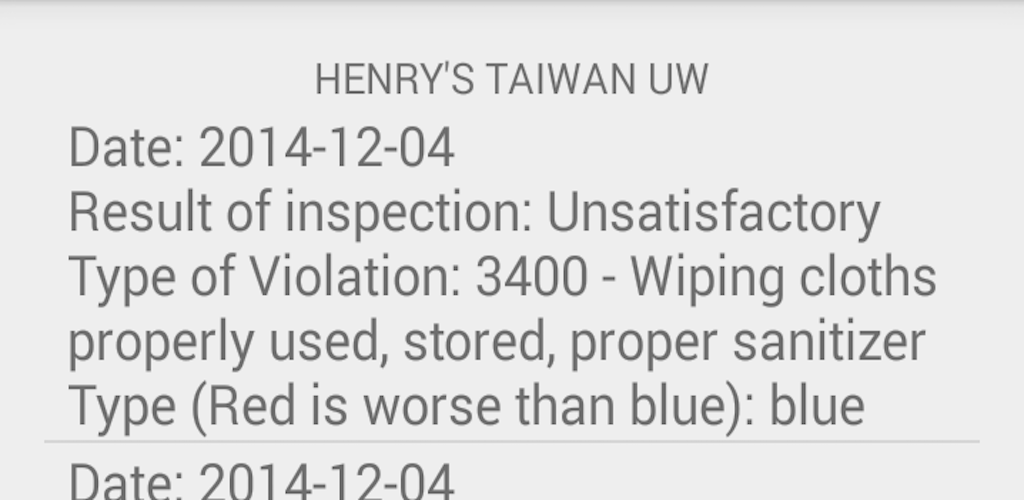 HENRY'S TAIWAN UW
Date: 2014-12-04
Result of inspection: Unsatisfactory
Type of Violation: 3400 - Wiping cloths
properly used, stored, proper sanitizer
Type (Red is worse than blue): blue
Date: 2014-12-04